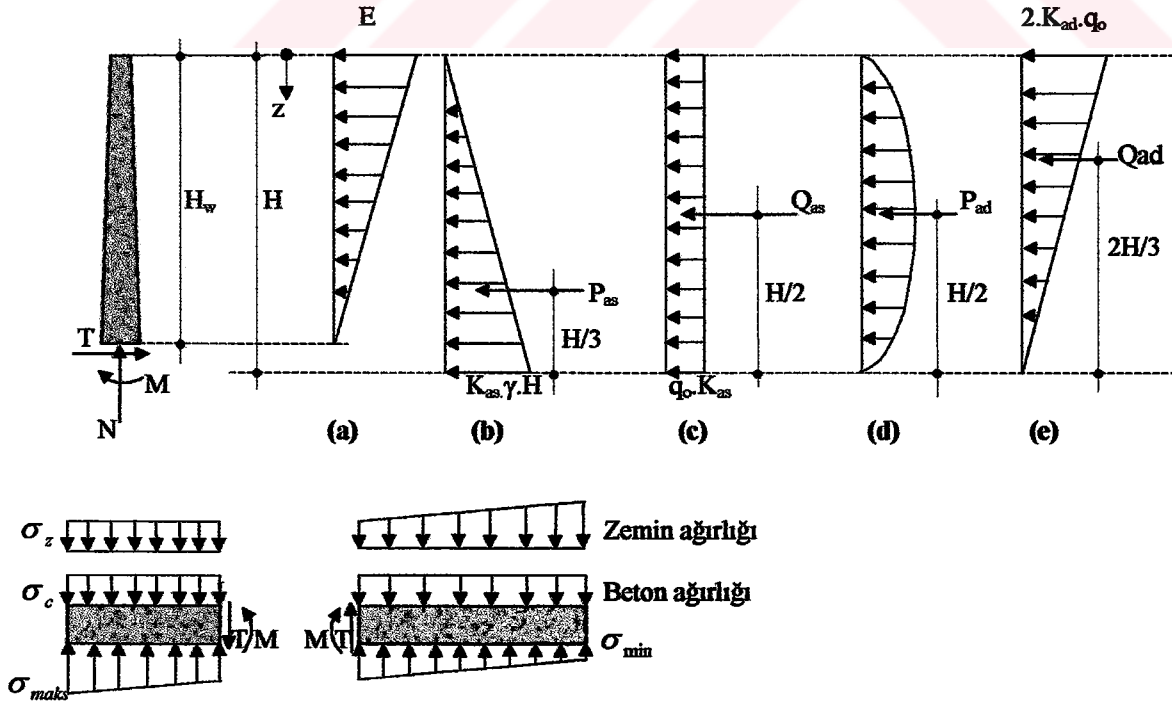 E
2.K_ad.q_o
z
H_w
H
Q_as
P_ad
Qad
2H/3
P_as
H/2
H/2
H/3
T
M
N
K_as.γ.H
q_o.K_as
(a)
(b)
(c)
(d)
(e)
σ_z
Zemin ağırlığı
σ_c
Beton ağırlığı
T
M
M
T
σ_min
σ_maks